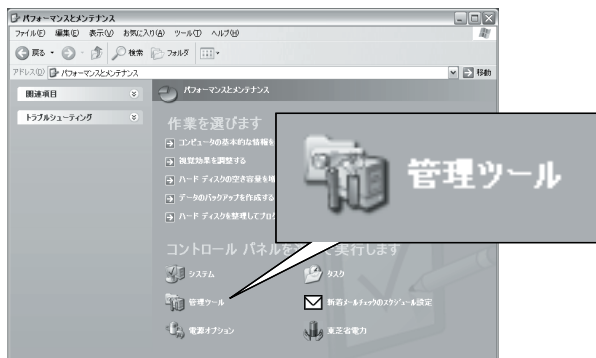 パフォーマンスとメンテナンス
ファイル(F) 編集(E) 表示(V) お気に入り(A) ツール(T) ヘルプ(H)
戻る 検索 フォルダ
アドレス(D) パフォーマンスとメンテナンス 移動
関連項目
トラブルシューティング
パフォーマンスとメンテナンス
作業を選びます
コンピュータの基本的な情報を
視覚効果を調整する
ハード ディスクの空き容量を増
データのバックアップを作成する
ハード ディスクを整理してプログ
管理ツール
コントロール パネルを
実行します
システム
タスク
管理ツール
新着メールチェックのスケジュール設定
電源オプション
東芝省電力